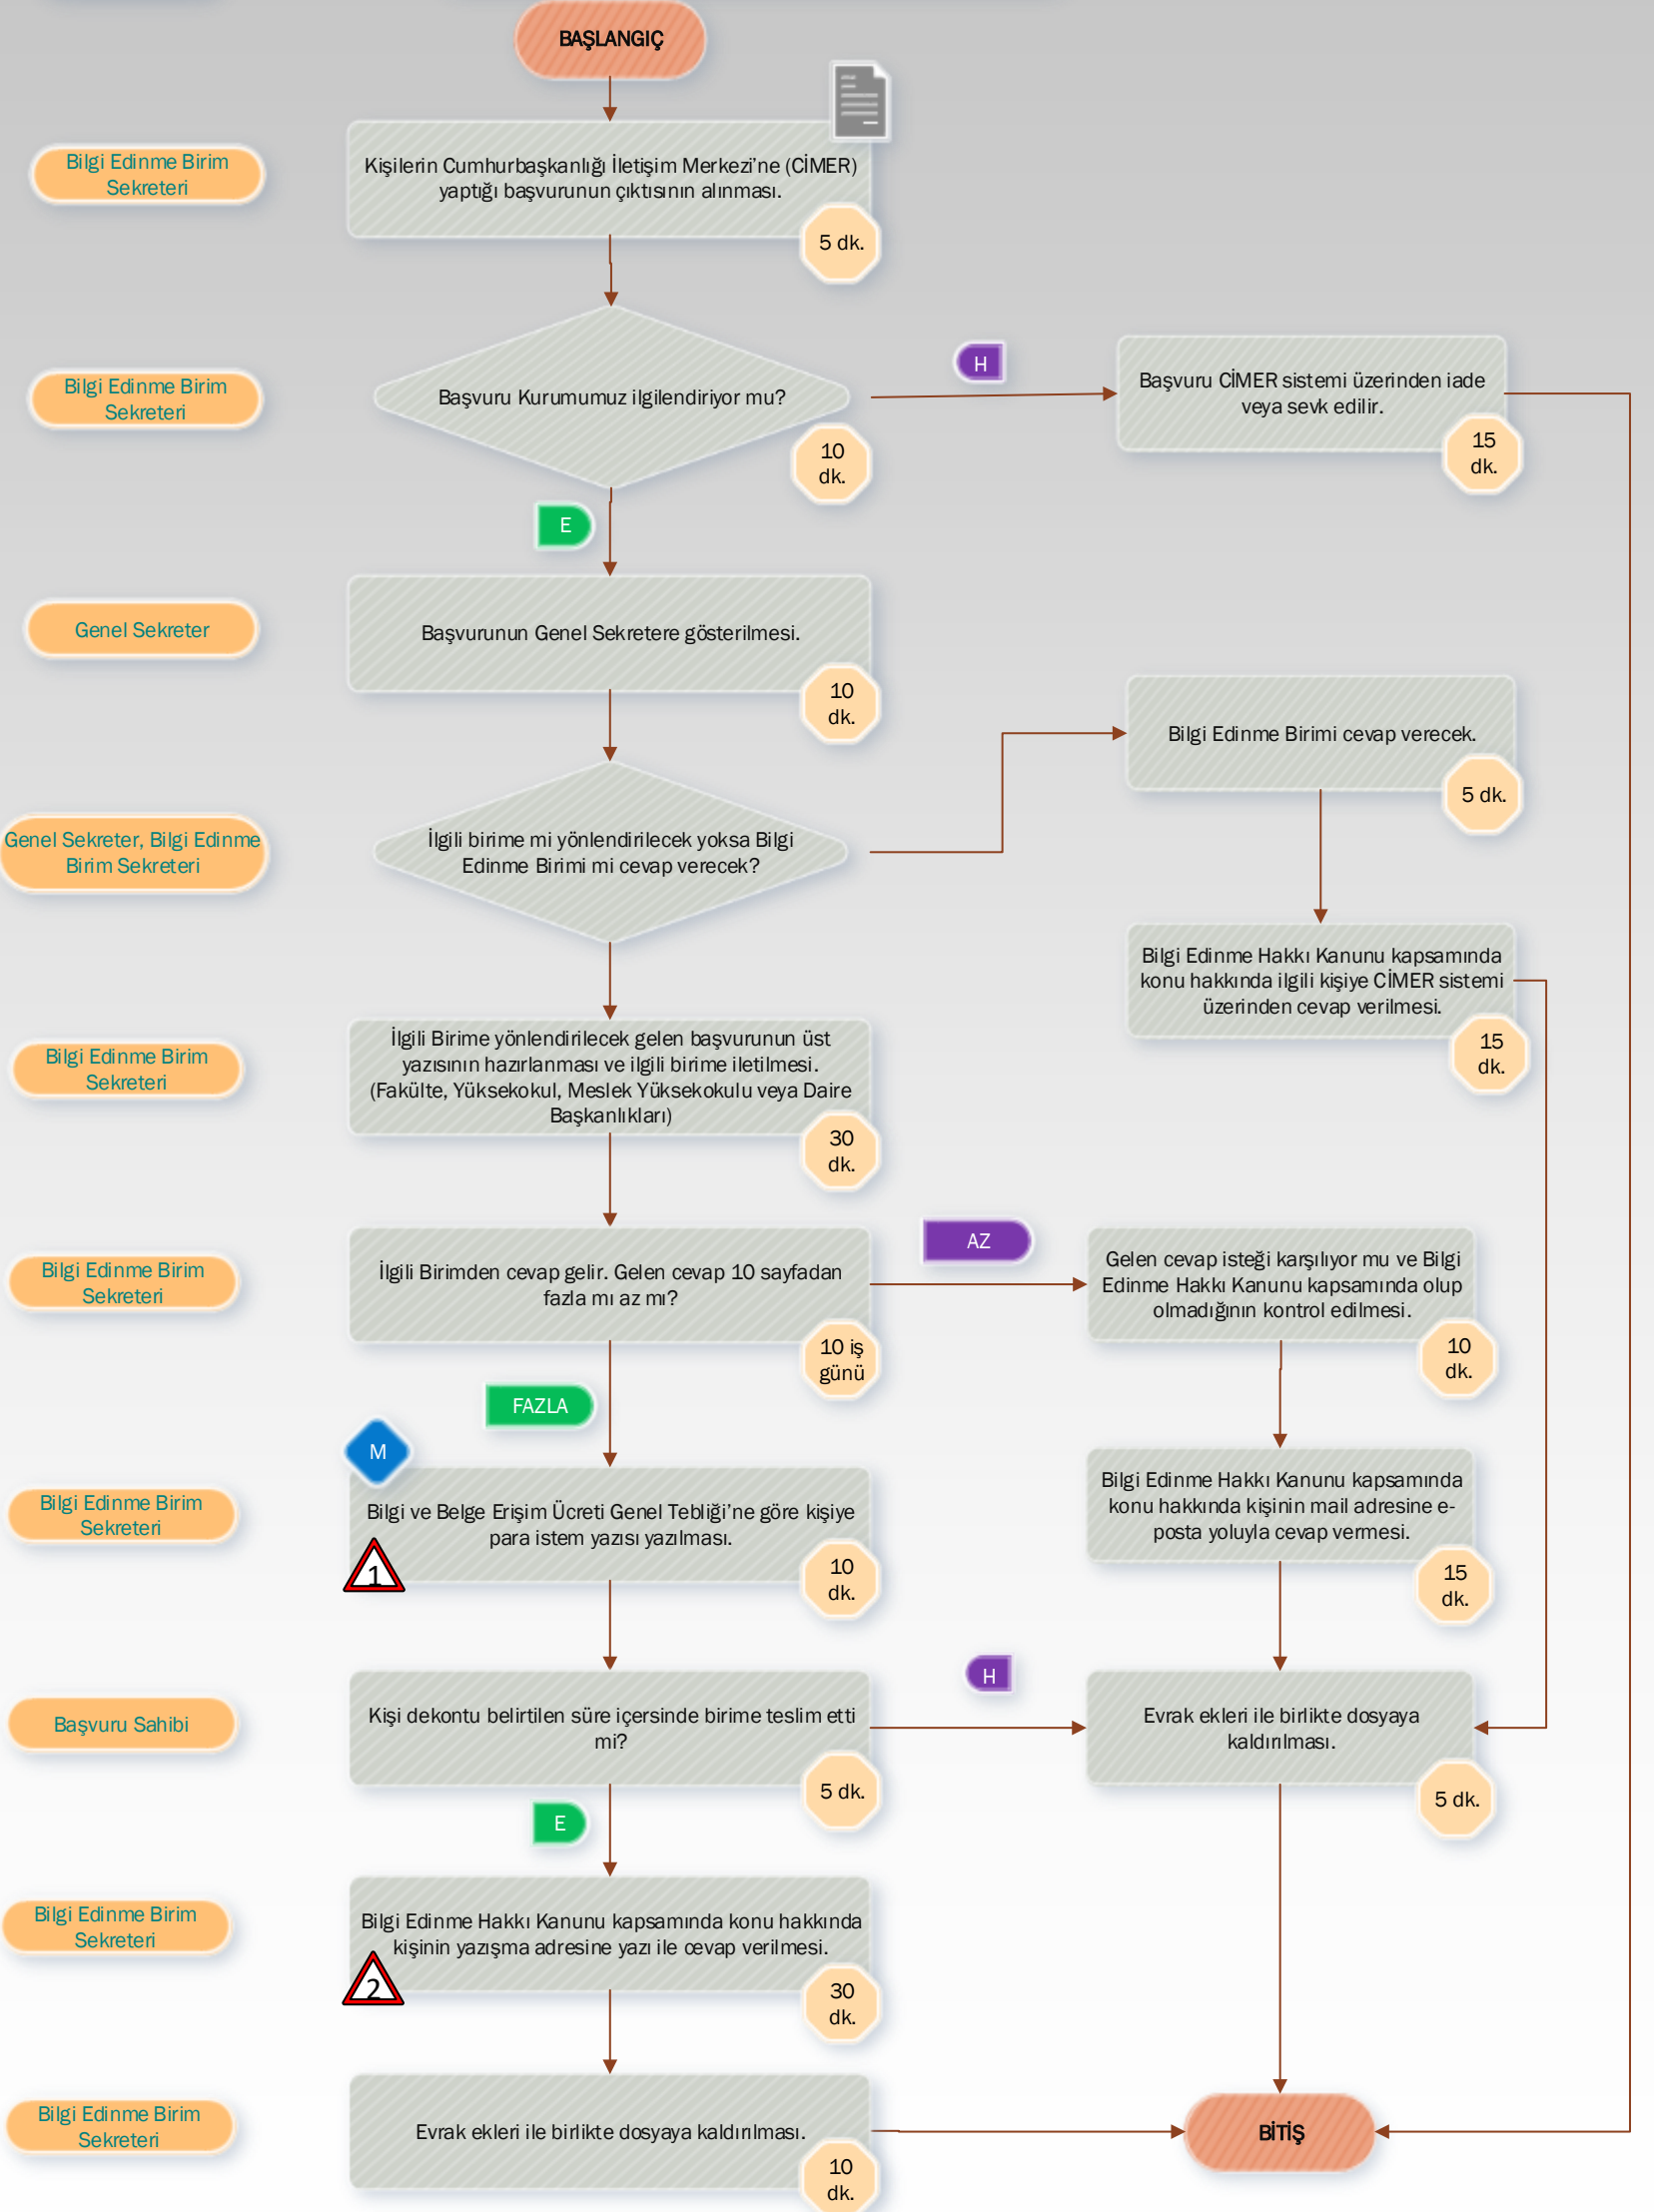 BAŞLANGIÇ
Bilgi Edinme Birim
Sekreteri
Kişilerin Cumhurbaşkanlığı İletişim Merkezi’ne (CİMER)
yaptığı başvurunun çıktısının alınması.
5 dk.
Bilgi Edinme Birim
Sekreteri
Başvuru Kurumumuz ilgilendiriyor mu?
10
dk.
H
Başvuru CİMER sistemi üzerinden iade
veya sevk edilir.
15
dk.
E
Genel Sekreter
Başvurunun Genel Sekretere gösterilmesi.
10
dk.
Bilgi Edinme Birimi cevap verecek.
5 dk.
Genel Sekreter, Bilgi Edinme
Birim Sekreteri
İlgili birime mi yönlendirilecek yoksa Bilgi
Edinme Birimi mi cevap verecek?
Bilgi Edinme Hakkı Kanunu kapsamında
konu hakkında ilgili kişiye CİMER sistemi
üzerinden cevap verilmesi.
15
dk.
Bilgi Edinme Birim
Sekreteri
İlgili Birime yönlendirilecek gelen başvurunun üst
yazısının hazırlanması ve ilgili birime iletilmesi.
(Fakülte, Yüksekokul, Meslek Yüksekokulu veya Daire
Başkanlıkları)
30
dk.
Bilgi Edinme Birim
Sekreteri
İlgili Birimden cevap gelir. Gelen cevap 10 sayfadan
fazla mı az mı?
10 iş
günü
AZ
Gelen cevap isteği karşılıyor mu ve Bilgi
Edinme Hakkı Kanunu kapsamında olup
olmadığının kontrol edilmesi.
10
dk.
FAZLA
M
Bilgi Edinme Birim
Sekreteri
Bilgi ve Belge Erişim Ücreti Genel Tebliği’ne göre kişiye
para istem yazısı yazılması.
1
10
dk.
Bilgi Edinme Hakkı Kanunu kapsamında
konu hakkında kişinin mail adresine e-
posta yoluyla cevap vermesi.
15
dk.
Başvuru Sahibi
Kişi dekontu belirtilen süre içersinde birime teslim etti
mi?
5 dk.
H
Evrak ekleri ile birlikte dosyaya
kaldırılması.
5 dk.
E
Bilgi Edinme Birim
Sekreteri
Bilgi Edinme Hakkı Kanunu kapsamında konu hakkında
kişinin yazışma adresine yazı ile cevap verilmesi.
2
30
dk.
Bilgi Edinme Birim
Sekreteri
Evrak ekleri ile birlikte dosyaya kaldırılması.
10
dk.
BİTİŞ